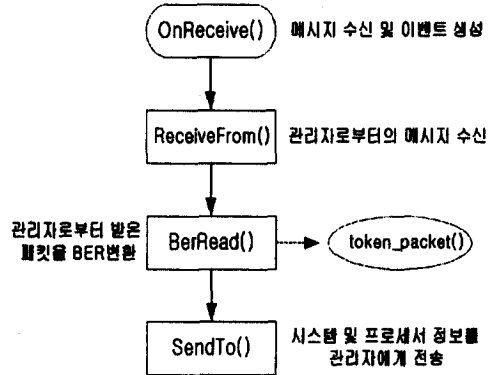 OnReceive()
메시지 수신 및 이벤트 생성
ReceiveFrom()
관리자로부터의 메시지 수신
관리자로부터 받은
패킷을 BER변환
BerRead()
token_packet()
SendTo()
시스템 및 프로세서 정보를
관리자에게 전송